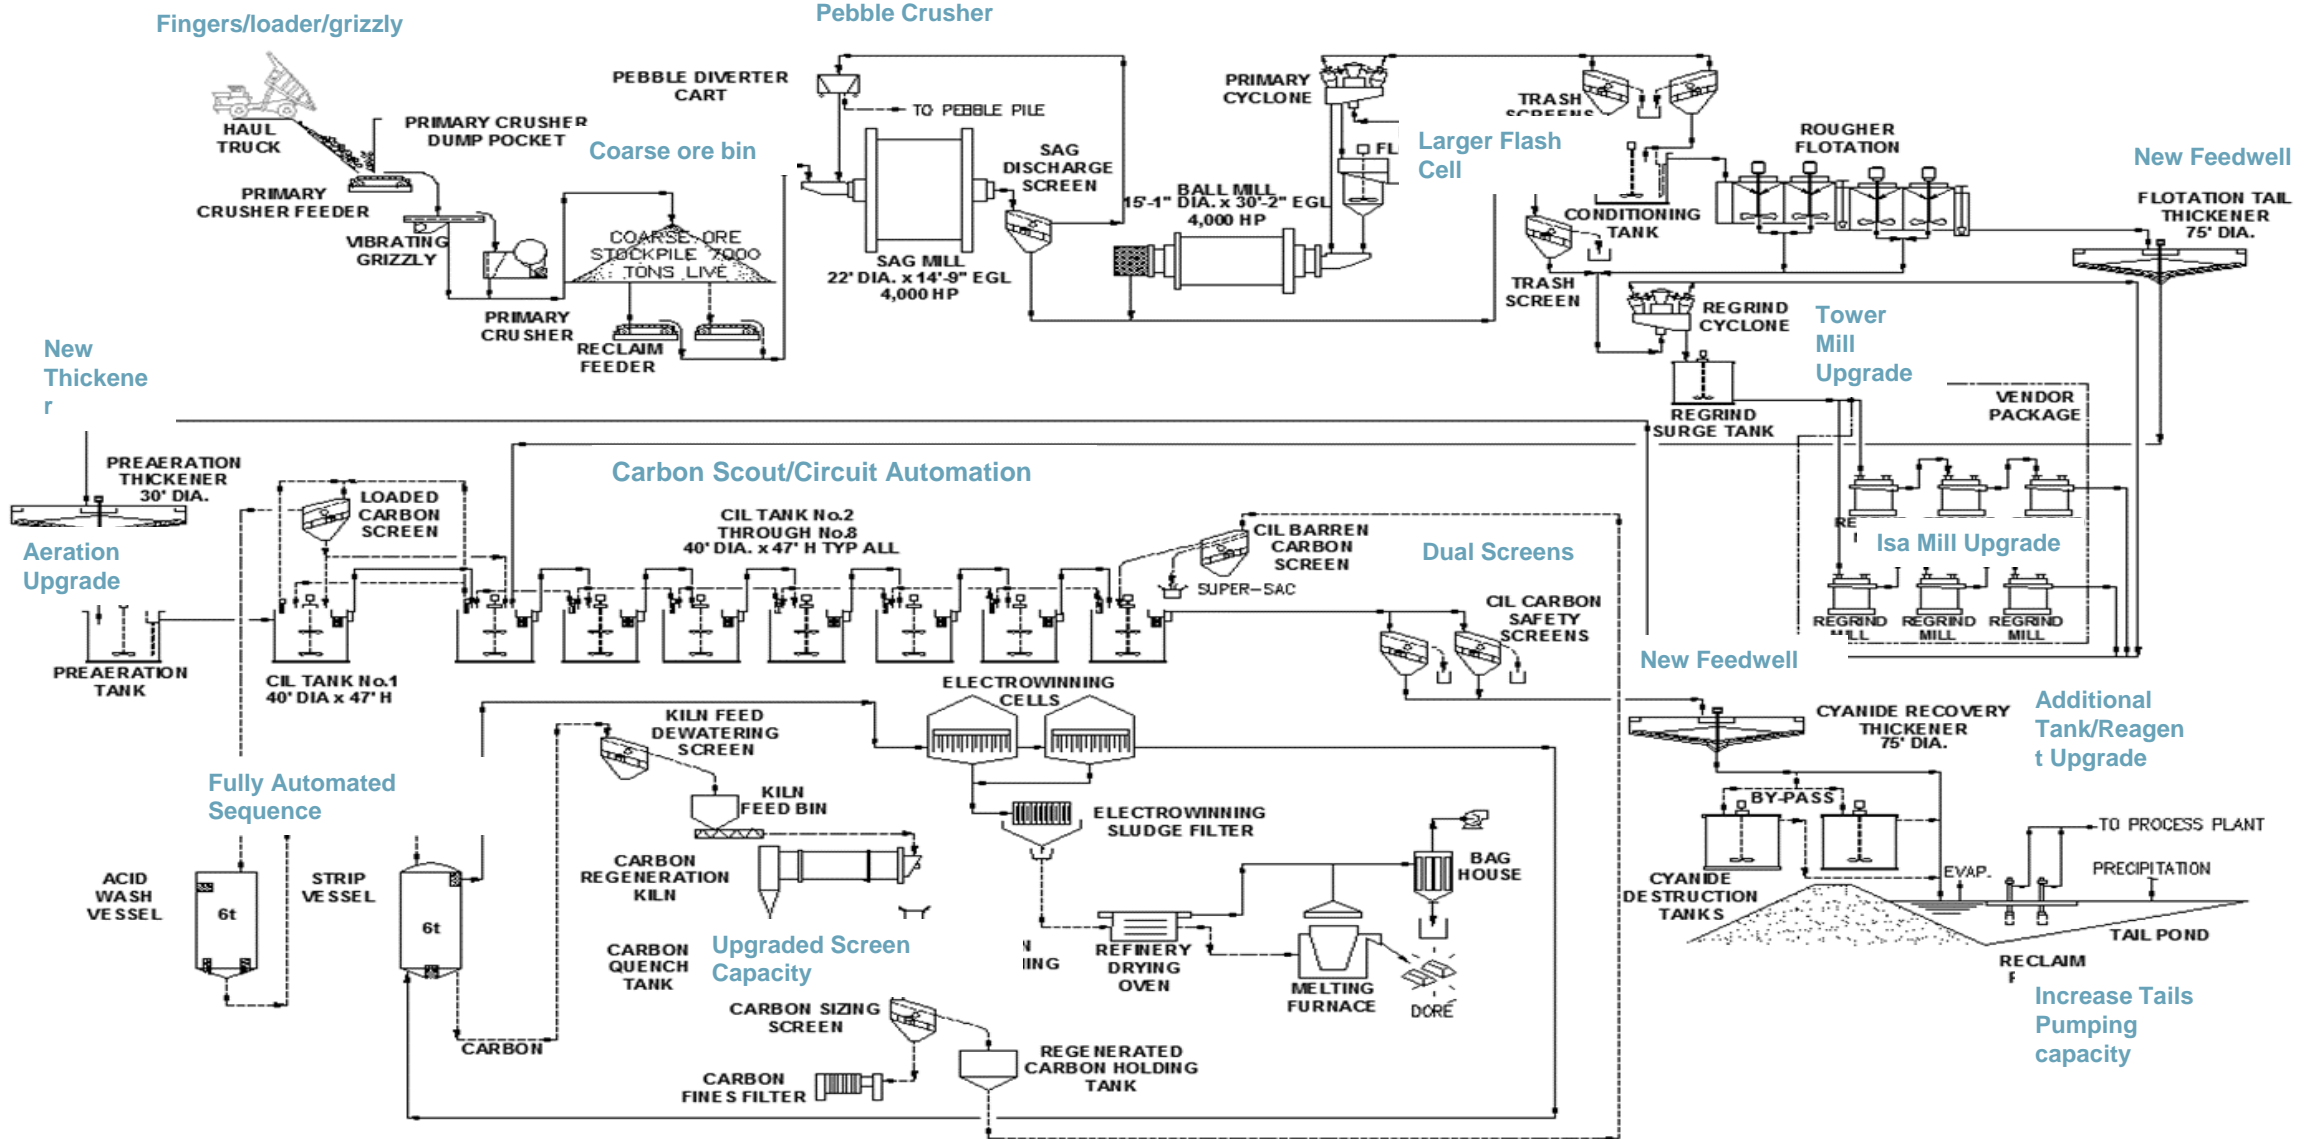 Fingers/loader/grizzly
Pebble Crusher
HAUL
TRUCK
PRIMARY CRUSHER
DUMP POCKET
PRIMARY
CRUSHER FEEDER
VIBRATING
GRIZZLY
PRIMARY
CRUSHER
Coarse ore bin
COARSE ORE
STOCKPILE 7000
TONS LIVE
RECLAIM
FEEDER
PEBBLE DIVERTER
CART
TO PEBBLE PILE
SAG MILL
22' DIA. x 14'-9" EGL
4,000 HP
SAG
DISCHARGE
SCREEN
PRIMARY
CYCLONE
BALL MILL
15'-1" DIA. x 30'-2" EGL
4,000 HP
FL
Larger Flash
Cell
TRASH
SCREENS
CONDITIONING
TANK
ROUGHER
FLOTATION
TRASH
SCREEN
New Feedwell
FLOTATION TAIL
THICKENER
75' DIA.
REGRIND
CYCLONE
Tower
Mill
Upgrade
REGRIND
SURGE TANK
VENDOR
PACKAGE
RE
Isa Mill Upgrade
REGRIND
MILL
REGRIND
MILL
REGRIND
MILL
New
Thickene
r
PREAERATION
THICKENER
30' DIA.
Aeration
Upgrade
PREAERATION
TANK
LOADED
CARBON
SCREEN
CIL TANK No.1
40' DIA x 47' H
Carbon Scout/Circuit Automation
CIL TANK No.2
THROUGH No.8
40' DIA. x 47' H TYP ALL
CIL BARREN
CARBON
SCREEN
SUPER-SAC
Dual Screens
CIL CARBON
SAFETY
SCREENS
New Feedwell
CYANIDE RECOVERY
THICKENER
75' DIA.
Additional
Tank/Reagen
t Upgrade
BY-PASS
CYANIDE
DESTRUCTION
TANKS
TO PROCESS PLANT
EVAP.
PRECIPITATION
TAIL POND
RECLAIM
Increase Tails
Pumping
capacity
Fully Automated
Sequence
ACID
WASH
VESSEL
6t
STRIP
VESSEL
6t
CARBON
KILN FEED
DEWATERING
SCREEN
KILN
FEED BIN
CARBON
REGENERATION
KILN
CARBON
QUENCH
TANK
Upgraded Screen
Capacity
CARBON SIZING
SCREEN
CARBON
FINES FILTER
REGENERATED
CARBON HOLDING
TANK
ELECTROWINNING
CELLS
ELECTROWINNING
SLUDGE FILTER
N
ING
REFINERY
DRYING
OVEN
MELTING
FURNACE
BAG
HOUSE
DORÉ